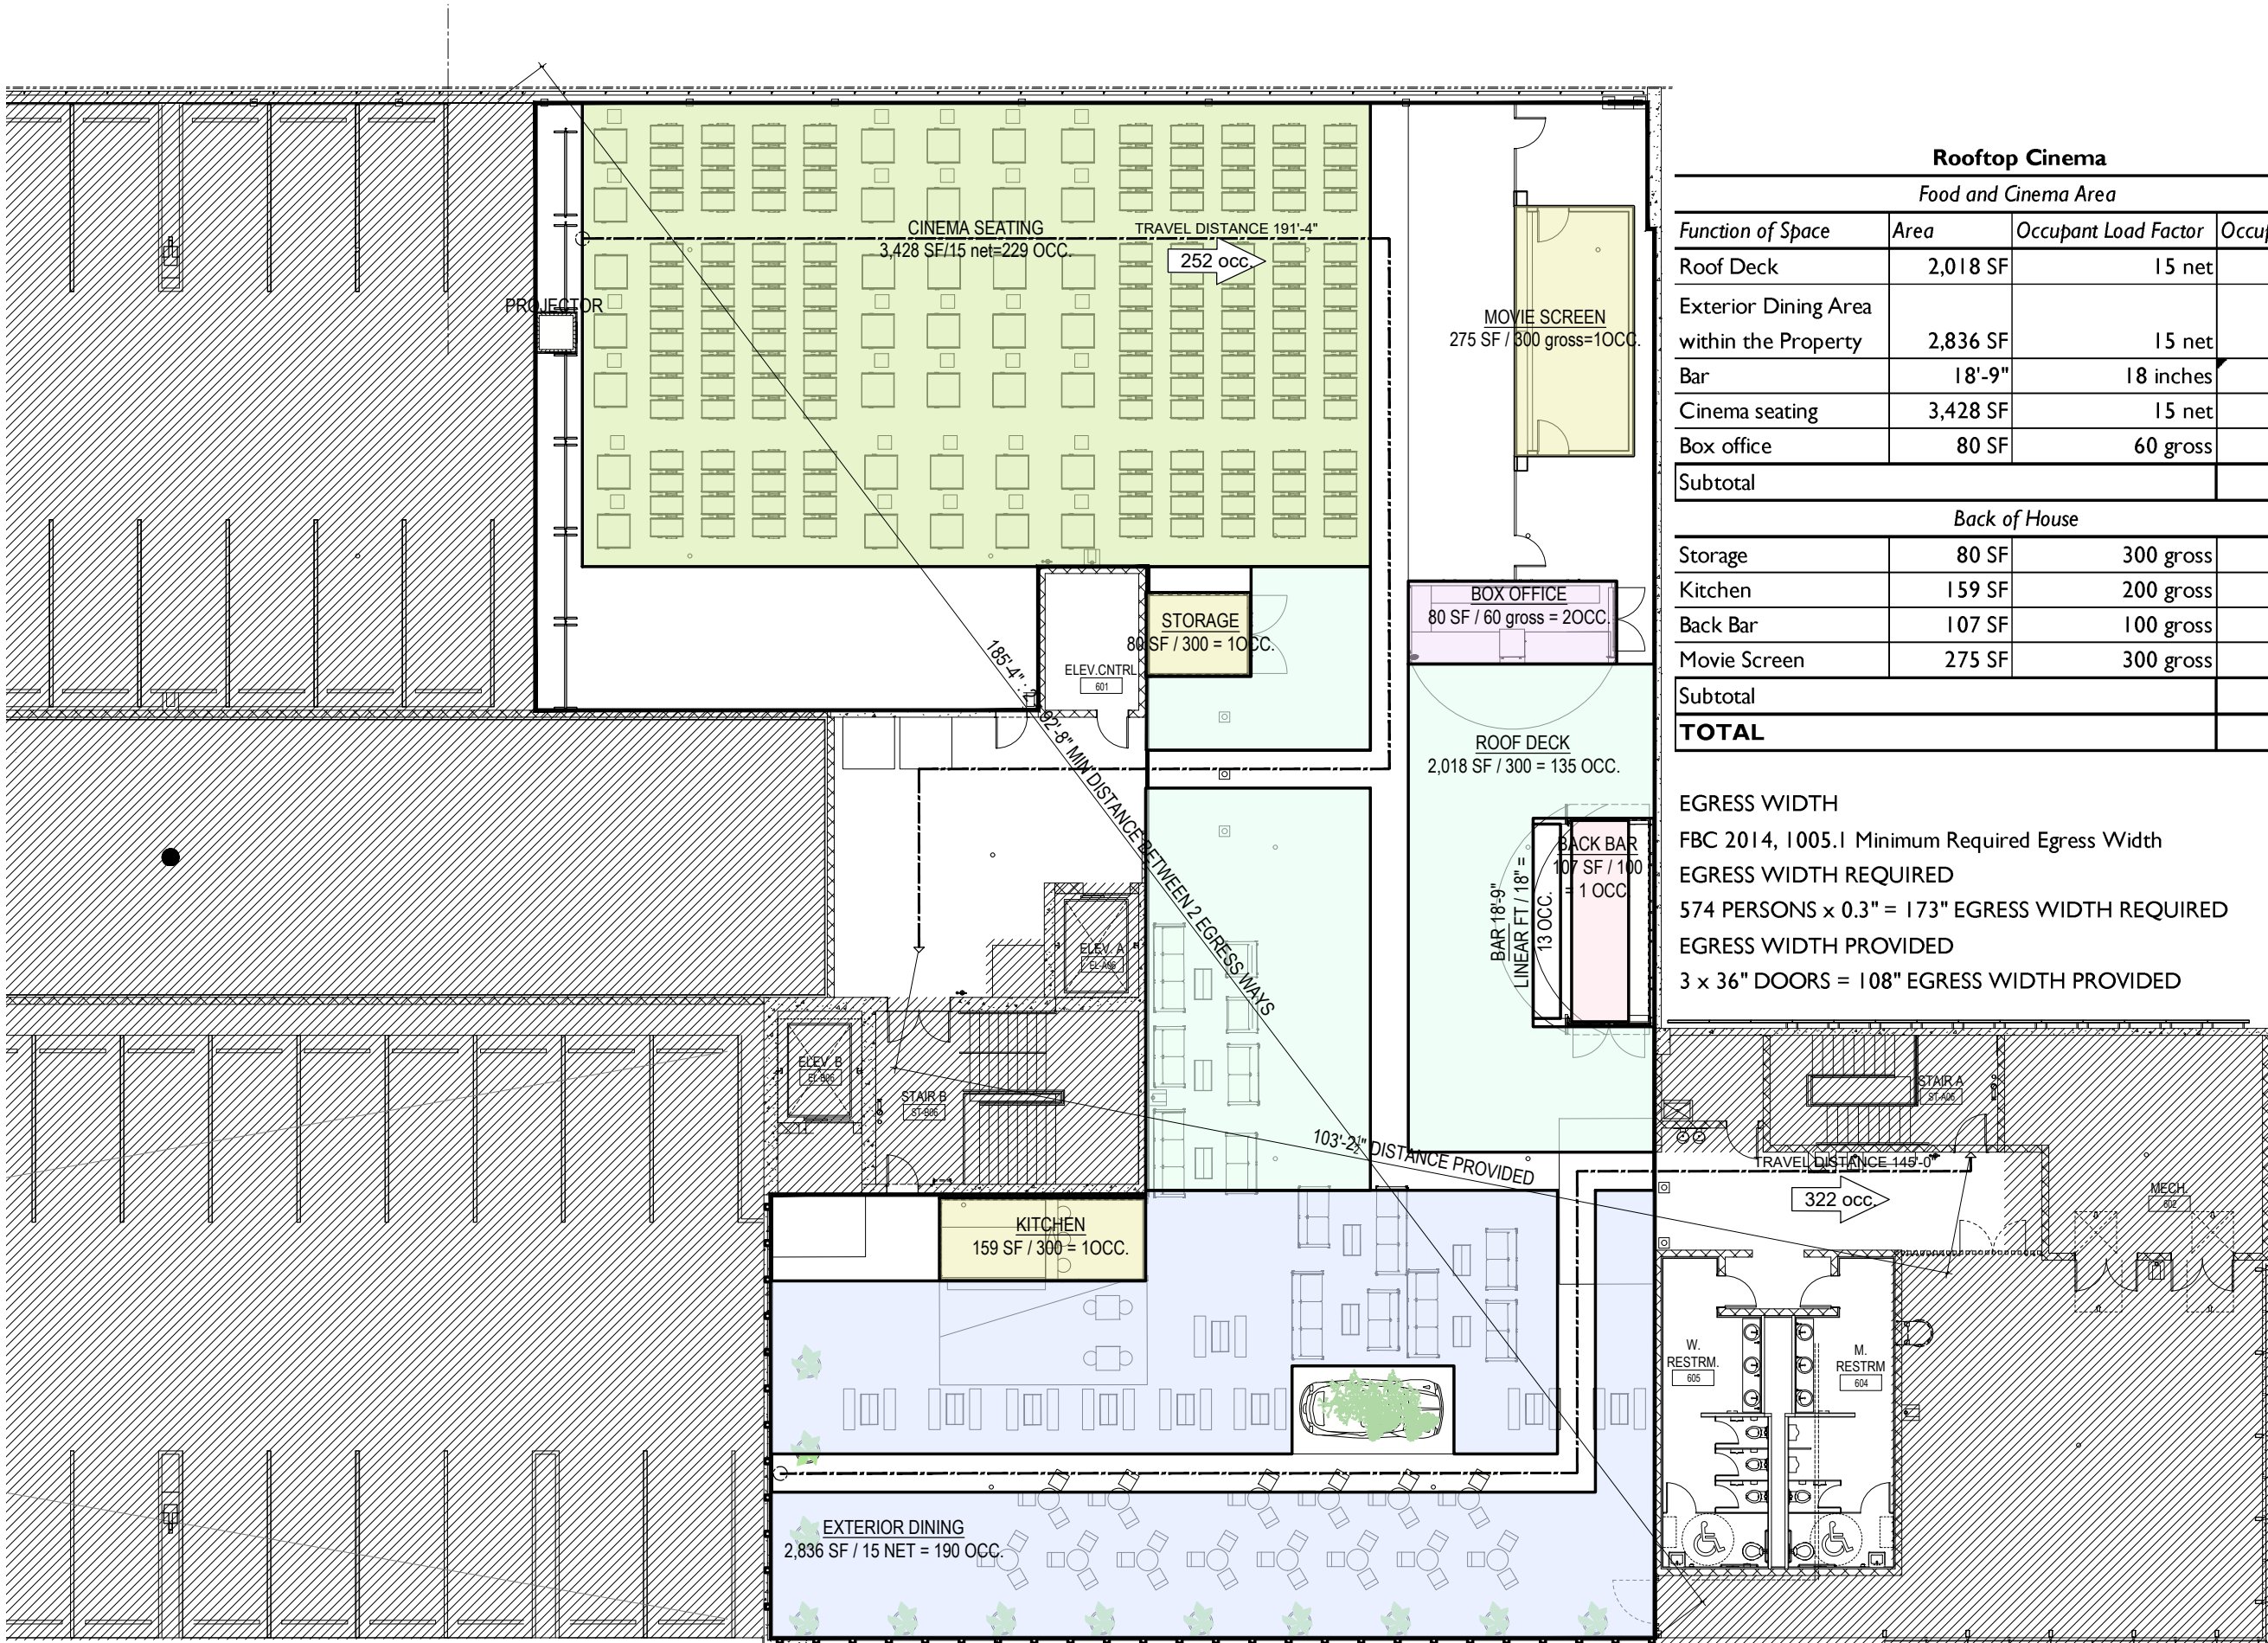 CINEMA SEATING
3,428 SF/15 net=229 OCC.
TRAVEL DISTANCE 191'-4"
252 occ.
PROJECTOR
MOVIE SCREEN
275 SF / 300 gross=1OCC.
STORAGE
80 SF / 300 = 1OCC.
BOX OFFICE
80 SF / 60 gross = 2OCC.
ELEV.CNTRL
601
185'-4" : 2
92'-8" MIN DISTANCE BETWEEN 2 EGRESS WAYS
ROOF DECK
2,018 SF / 300 = 135 OCC.
BACK BAR
107 SF / 100
= 1 OCC.
BAR 18'-9"
LINEAR FT / 18" =
13 OCC.
ELEV. A
EL-A06
ELEV. B
EL-B06
STAIR B
ST-B06
103'-2½" DISTANCE PROVIDED
STAIR A
ST-A06
TRAVEL DISTANCE 145'-0"
322 occ.
MECH.
602
KITCHEN
159 SF / 300 = 1OCC.
W.
RESTRM.
605
M.
RESTRM
604
EXTERIOR DINING
2,836 SF / 15 NET = 190 OCC.
Rooftop Cinema
Food and Cinema Area
Function of Space Area Occupant Load Factor
Roof Deck 2,018 SF 15 net
Exterior Dining Area
within the Property 2,836 SF 15 net
Bar 18'-9" 18 inches
Cinema seating 3,428 SF 15 net
Box office 80 SF 60 gross
Subtotal
Back of House
Storage 80 SF 300 gross
Kitchen 159 SF 200 gross
Back Bar 107 SF 100 gross
Movie Screen 275 SF 300 gross
Subtotal
TOTAL
EGRESS WIDTH
FBC 2014, 1005.1 Minimum Required Egress Width
EGRESS WIDTH REQUIRED
574 PERSONS x 0.3" = 173" EGRESS WIDTH REQUIRED
EGRESS WIDTH PROVIDED
3 x 36" DOORS = 108" EGRESS WIDTH PROVIDED